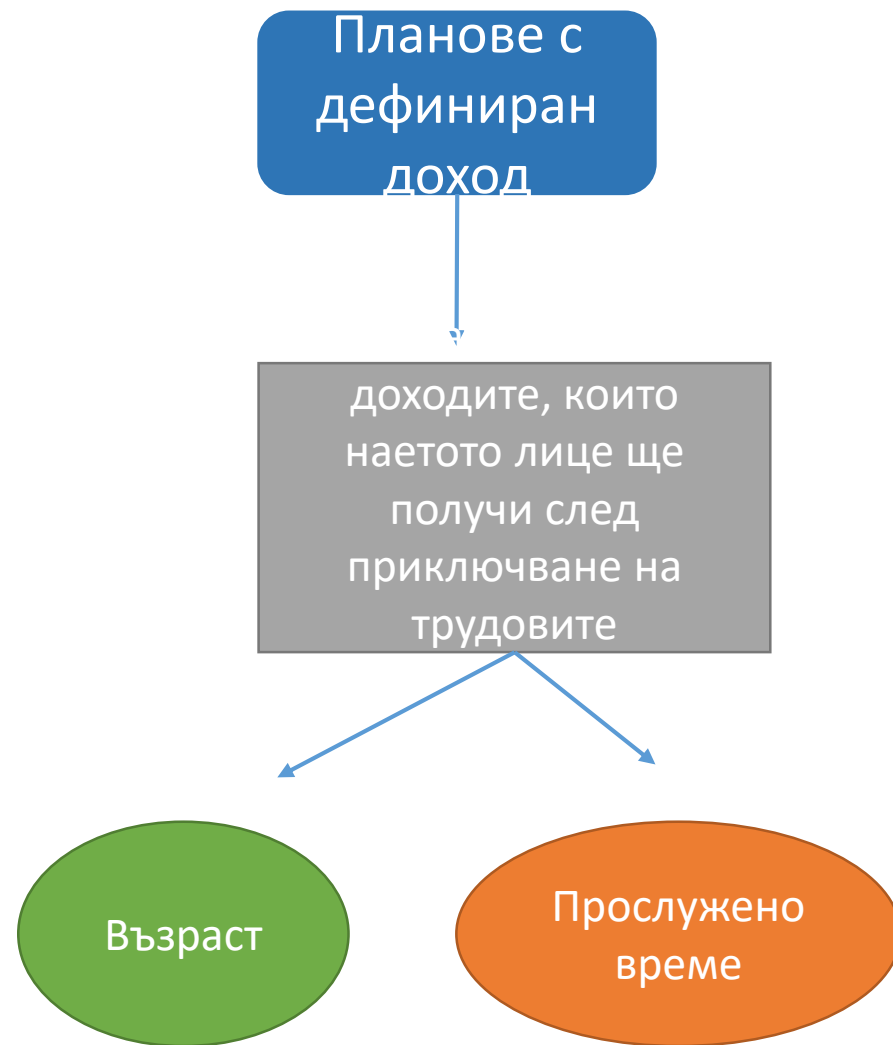 Планове с
дефиниран
доход
доходите, които
наетото лице ще
получи след
приключване на
трудовите
Възраст
Прослужено
време